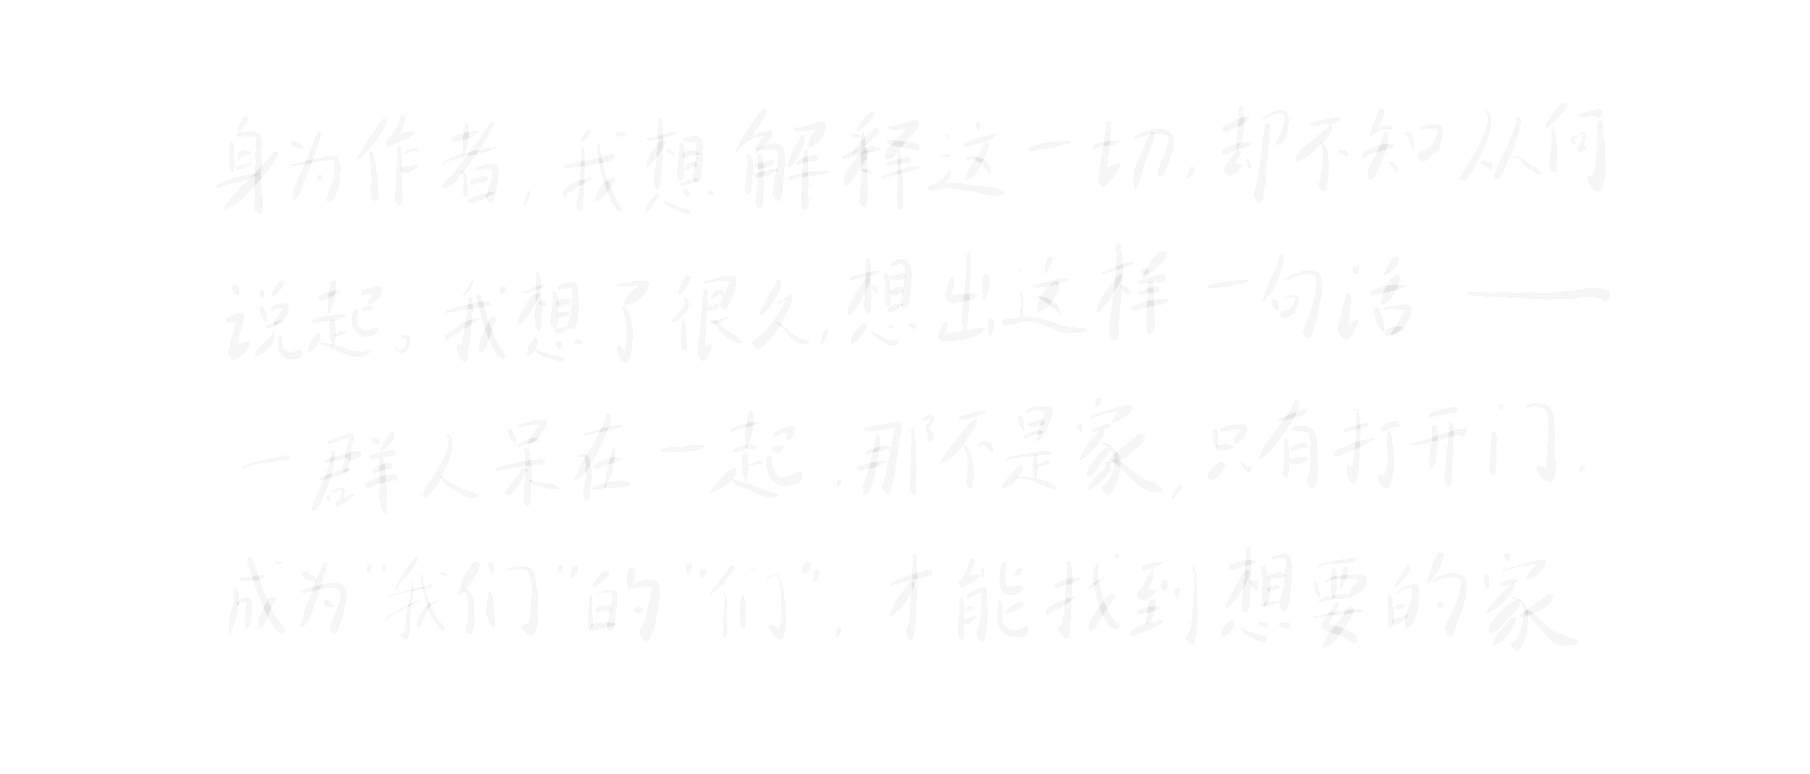 身为作者,我想解释这一切,却不知从何
说起。我想了很久,想出这样一句话——
一群人呆在一起,那不是家,只有打开门,
成为"我们"的"们",才能找到想要的家